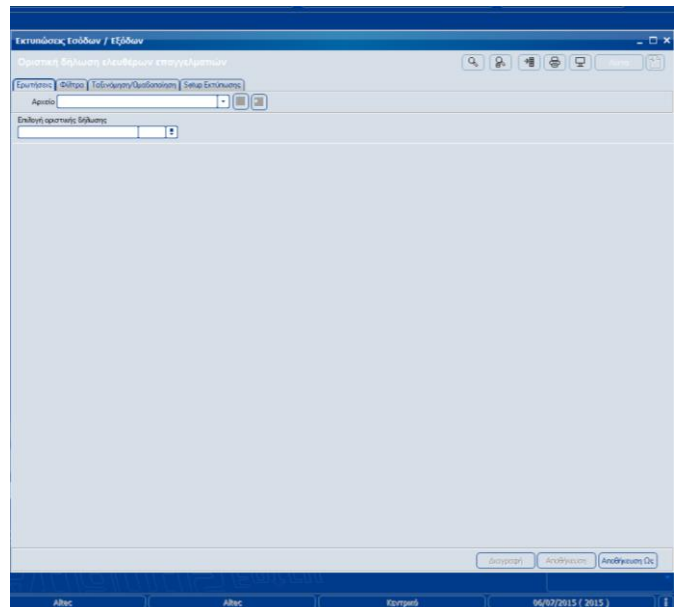 Εκτυπώσεις Εσόδων / Εξόδων
Οριστική δήλωση ελευθέρων επαγγελματιών
Ερωτήσεις Φίλτρα Ταξινόμηση/Ομαδοποίηση Setup Εκτύπωσης
Αρχείο
Επιλογή οριστικής δήλωσης
Διαγραφή Αποθήκευση Αποθήκευση Ως
Altec Altec Κεντρικό 06/07/2015 ( 2015 )